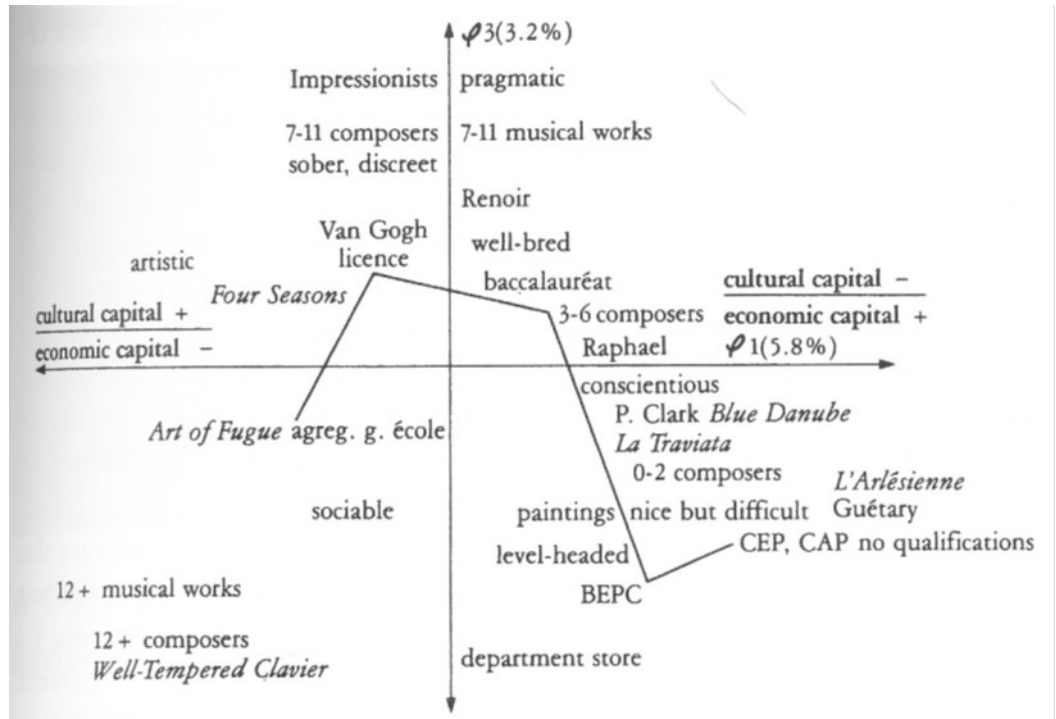 φ3(3.2%)
Impressionists pragmatic
7-11 composers 7-11 musical works
sober, discreet
Renoir
Van Gogh
well-bred
licence
artistic
baccalauréat
cultural capital –
Four Seasons
cultural capital +
3-6 composers
economic capital +
economic capital –
Raphael
φ1(5.8%)
conscientious
P. Clark Blue Danube
Art of Fugue agreg. g. école
La Traviata
0-2 composers
L'Arlésienne
sociable
paintings nice but difficult Guétary
level-headed
CEP, CAP no qualifications
12+ musical works
BEPC
12+ composers
Well-Tempered Clavier
department store